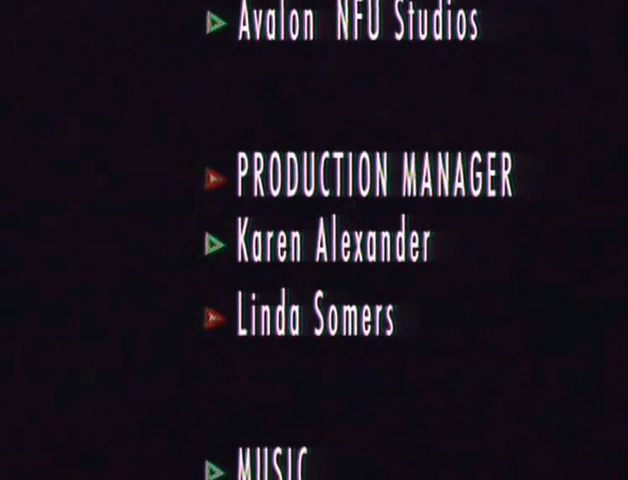 Avalon NFU Studios
PRODUCTION MANAGER
Karen Alexander
Linda Somers
MUSIC